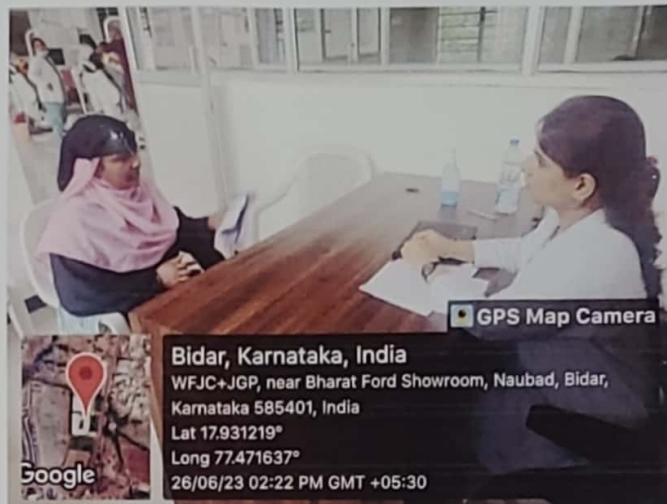 GPS Map Camera
Bidar, Karnataka, India
WFJC+JGP, near Bharat Ford Showroom, Naubad, Bidar,
Karnataka 585401, India
Lat 17.931219°
Long 77.471637°
26/06/23 02:22 PM GMT +05:30
Google